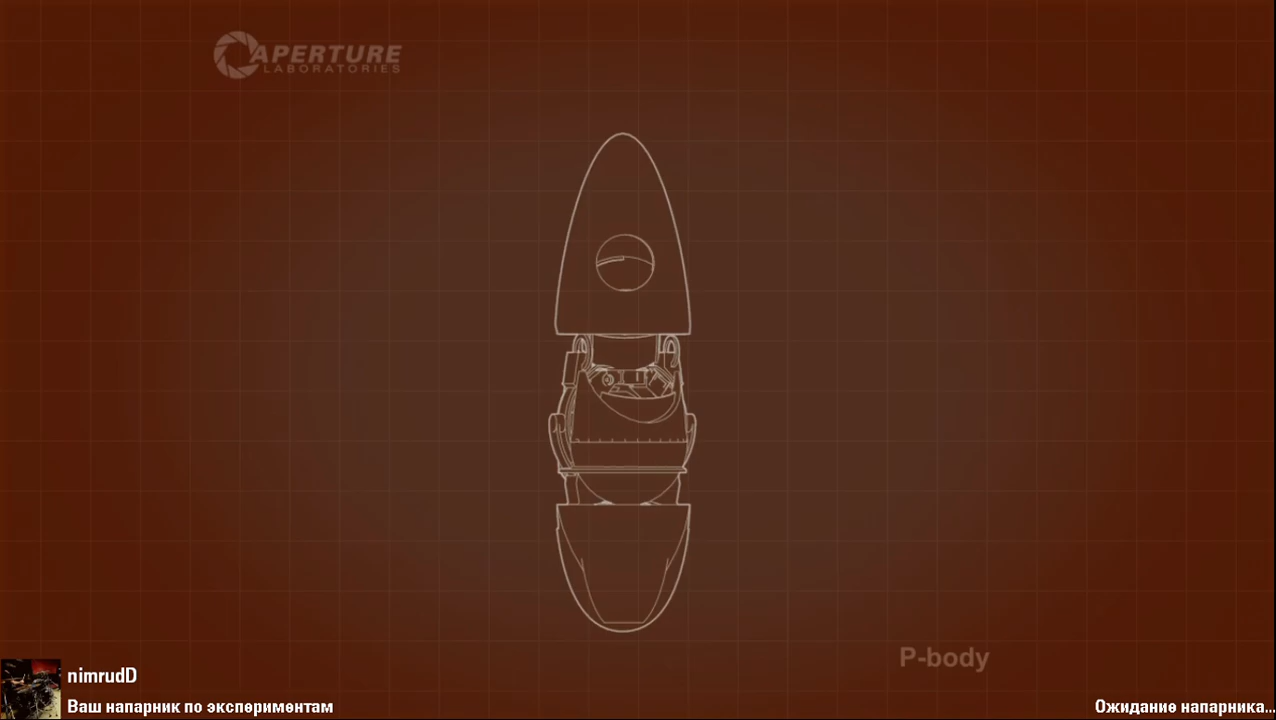 APERTURE
LABORATORIES
P-body
nimrudD
Ваш напарник по экспериментам
Ожидание напарника...